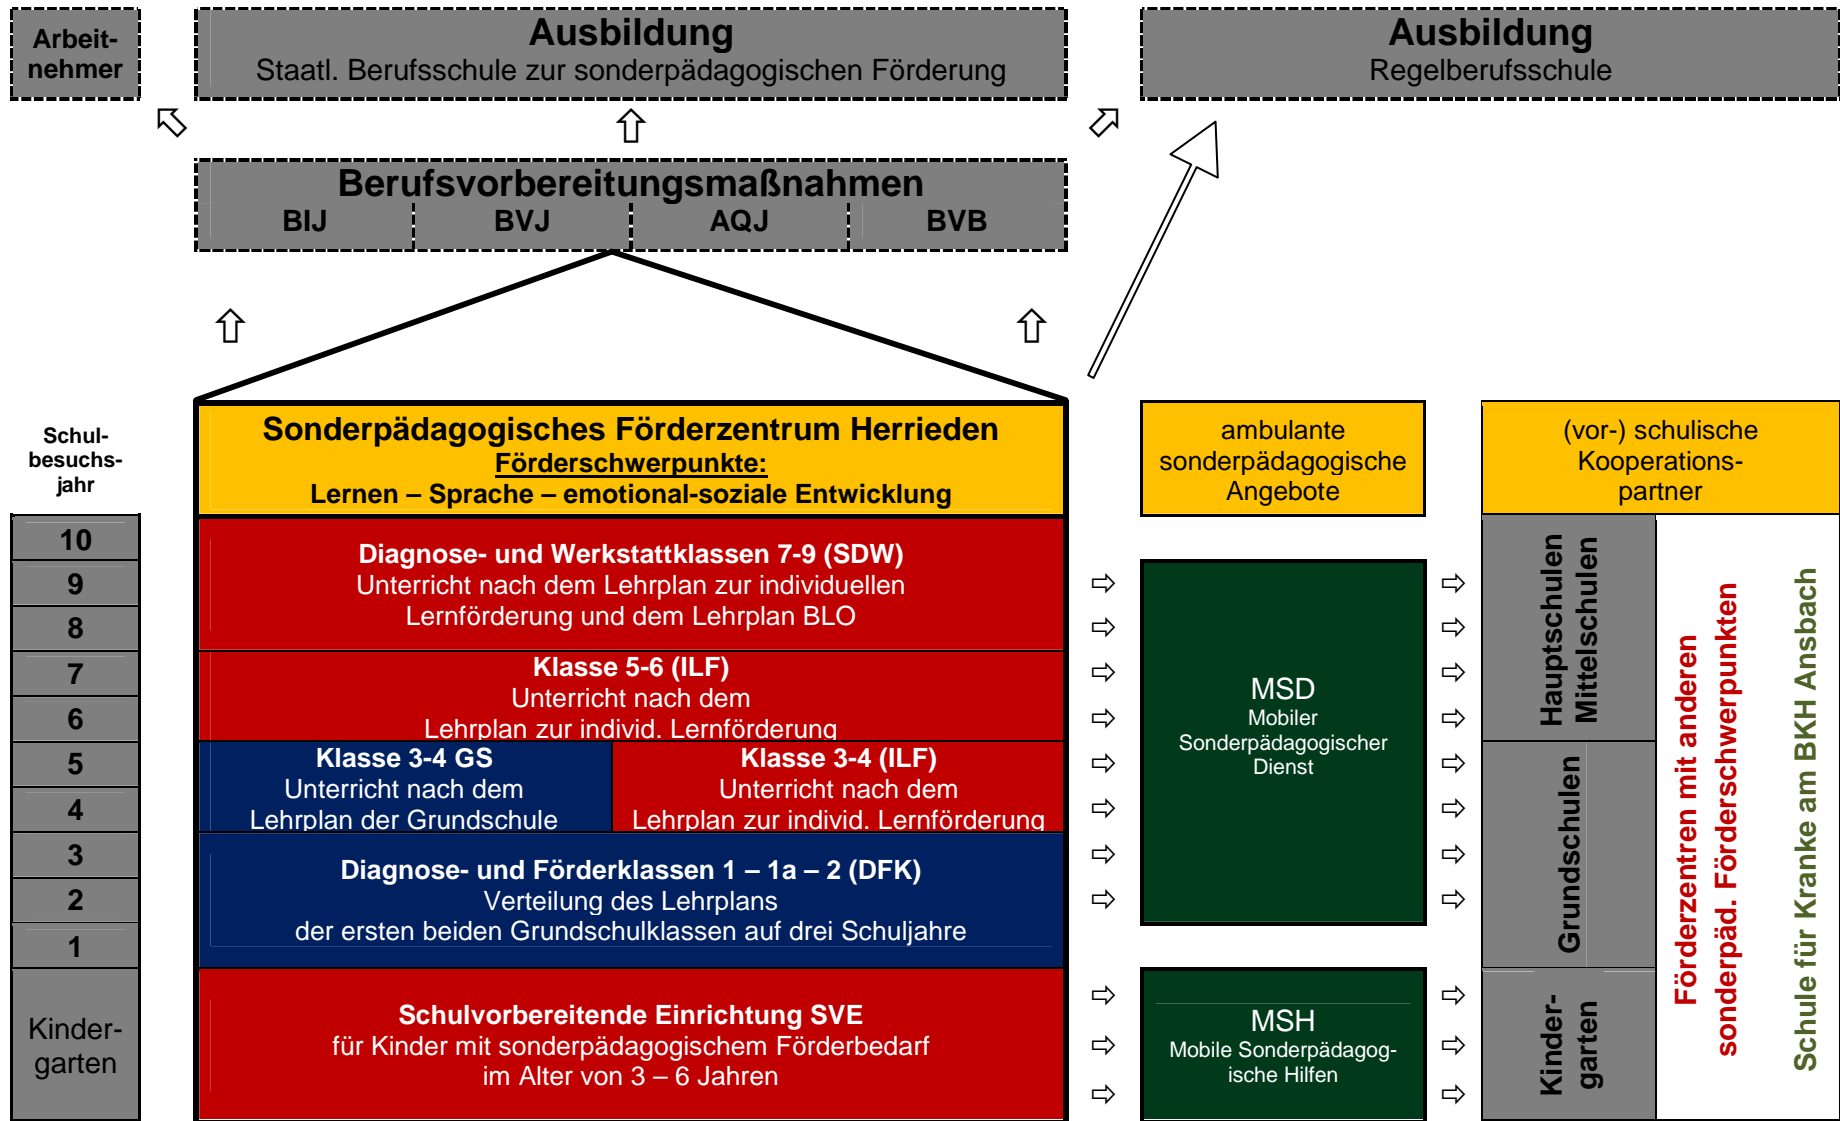 Arbeit-
nehmer
Ausbildung
Staatl. Berufsschule zur sonderpädagogischen Förderung
Ausbildung
Regelberufsschule
Berufsvorbereitungsmaßnahmen
BIJ
BVJ
AQJ
BVB
Schul-
besuchs-
jahr
Sonderpädagogisches Förderzentrum Herrieden
Förderschwerpunkte:
Lernen – Sprache – emotional-soziale Entwicklung
ambulante
sonderpädagogische
Angebote
(vor-) schulische
Kooperations-
partner
10
9
8
7
6
5
4
3
2
1
Kinder-
garten
Diagnose- und Werkstattklassen 7-9 (SDW)
Unterricht nach dem Lehrplan zur individuellen
Lernförderung und dem Lehrplan BLO
Klasse 5-6 (ILF)
Unterricht nach dem
Lehrplan zur individ. Lernförderung
Klasse 3-4 GS
Unterricht nach dem
Lehrplan der Grundschule
Klasse 3-4 (ILF)
Unterricht nach dem
Lehrplan zur individ. Lernförderung
Diagnose- und Förderklassen 1 – 1a – 2 (DFK)
Verteilung des Lehrplans
der ersten beiden Grundschulklassen auf drei Schuljahre
Schulvorbereitende Einrichtung SVE
für Kinder mit sonderpädagogischem Förderbedarf
im Alter von 3 – 6 Jahren
MSD
Mobiler
Sonderpädagogischer
Dienst
MSH
Mobile Sonderpädagog-
ische Hilfen
Hauptschulen
Mittelschulen
Grundschulen
Kinder-
garten
Förderzentren mit anderen
sonderpäd. Förderschwerpunkten
Schule für Kranke am BKH Ansbach